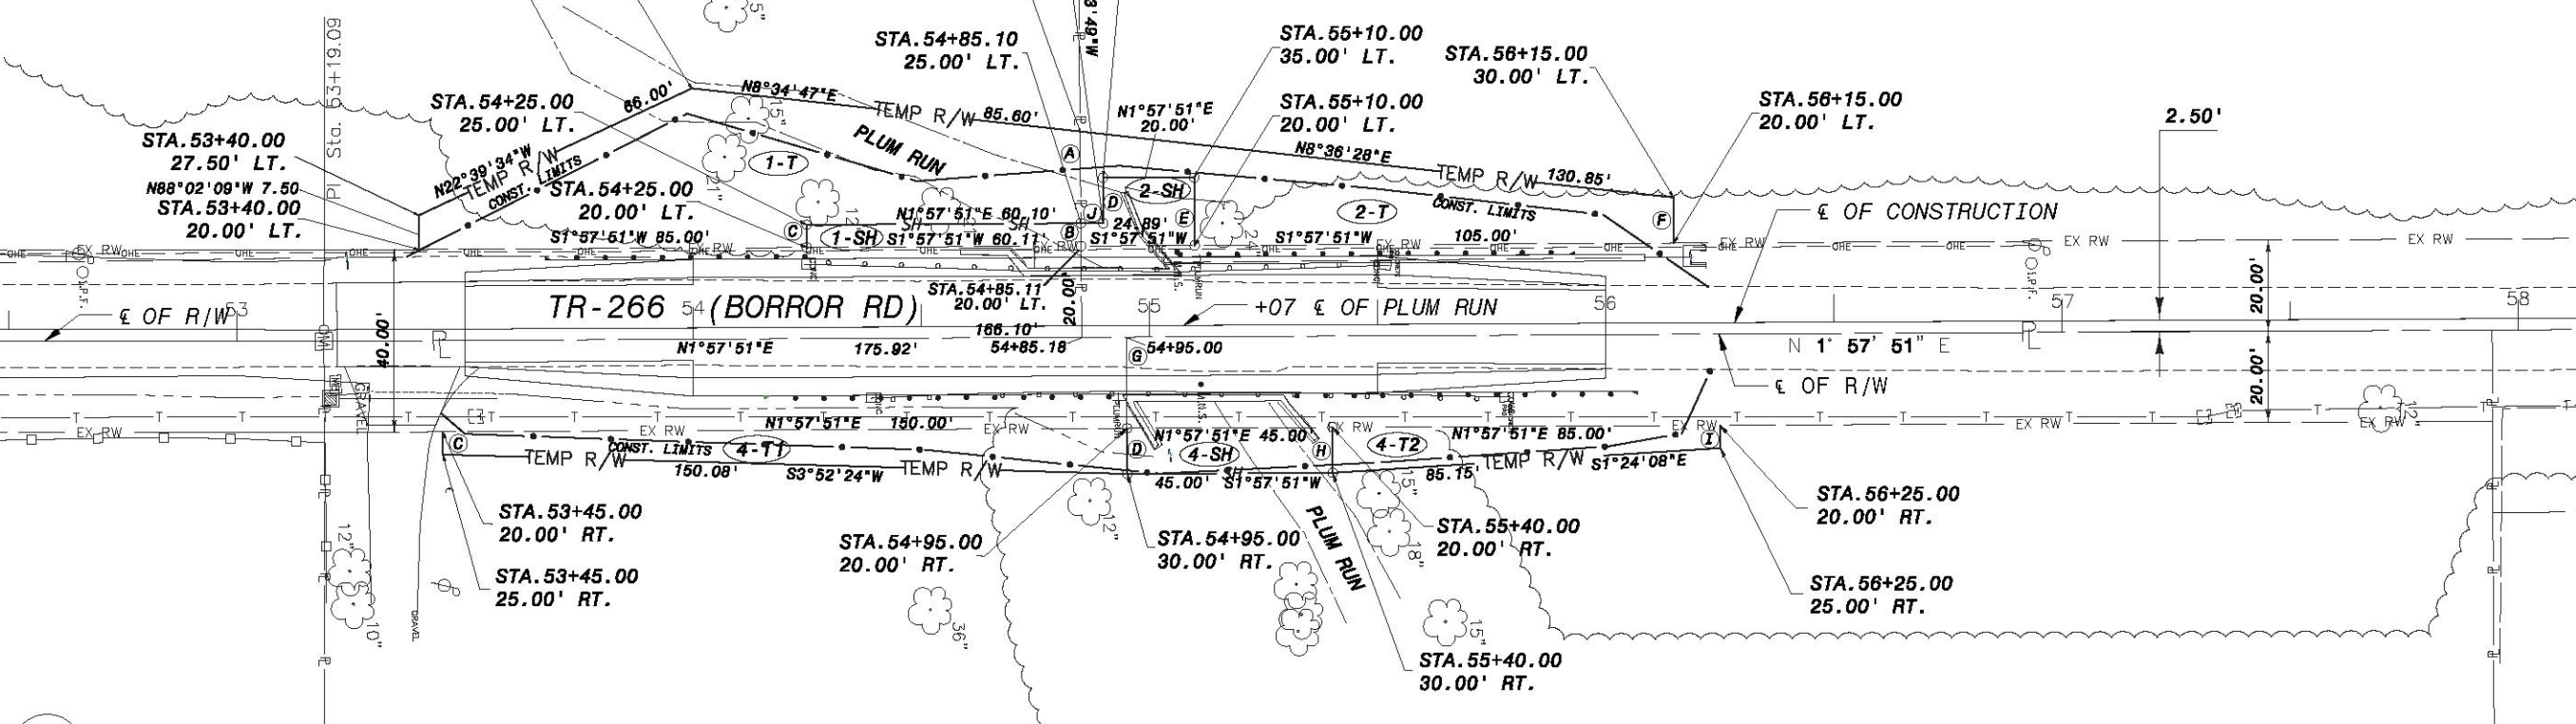 PI Sta. 53+19.09
STA.53+40.00
27.50' LT.
N88°02'09"W 7.50
STA.53+40.00
20.00' LT.
STA.54+25.00
25.00' LT.
N22°39'34"W
66.00'
TEMP R/W
CONST. LIMITS
STA.54+25.00
20.00' LT.
S1°57'51"W 85.00'
N8°34'47"E
TEMP R/W
85.60'
15"
21"
1-T
PLUM RUN
STA.54+85.10
25.00' LT.
A
N1°57'51"E
20.00'
STA.55+10.00
35.00' LT.
STA.55+10.00
20.00' LT.
STA.56+15.00
30.00' LT.
STA.56+15.00
20.00' LT.
2.50'
N8°36'28"E
TEMP R/W
130.85'
2-SH
2-T
CONST. LIMITS
F
℄ OF CONSTRUCTION
N1°57'51"E 60.10'
C
1-SH
S1°57'51"W 60.11'
J
D
B
24.89'
E
S1°57'51"W
24"
S1°57'51"W
105.00'
EX RW
OHE
EX RW
EX RW
EX RW
EX RW
℄ OF R/W
53
40.00'
TR-266
54
(BORROR RD)
STA.54+85.11
20.00' LT.
20.00'
166.10'
55
+07 ℄ OF PLUM RUN
56
57
58
20.00'
N1°57'51"E
175.92'
54+85.18
G
54+95.00
N 1° 57' 51" E
℄ OF R/W
20.00'
GRAVEL
EX RW
EX RW
N1°57'51"E
150.00'
EX RW
N1°57'51"E 45.00'
EX RW
N1°57'51"E 85.00'
EX RW
EX RW
EX RW
12"
C
CONST. LIMITS
4-T1
D
4-SH
H
4-T2
I
TEMP R/W
150.08'
S3°52'24"W
TEMP R/W
45.00'
S1°57'51"W
85.15'
TEMP R/W
S1°24'08"E
STA.53+45.00
20.00' RT.
STA.53+45.00
25.00' RT.
STA.54+95.00
20.00' RT.
STA.54+95.00
30.00' RT.
STA.55+40.00
20.00' RT.
STA.55+40.00
30.00' RT.
STA.56+25.00
20.00' RT.
STA.56+25.00
25.00' RT.
PLUM RUN
12"
10"
GRAVEL
36"
12"
15"
18"
15"